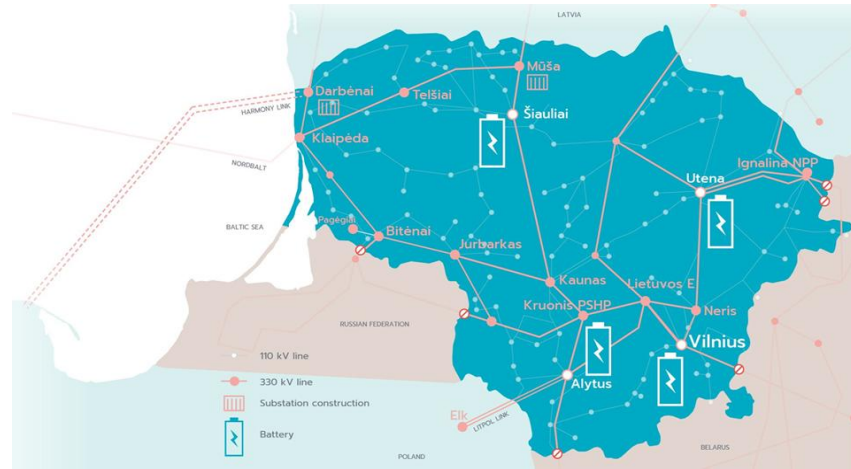 LATVIA
Mūša
Darbėnai
Telšiai
HARMONY LINK
Šiauliai
Klaipėda
Ignalina NPP
NORDBALT
Utena
Pagėgiai
BALTIC SEA
Bitėnai
Jurbarkas
Kaunas
Lietuvos E
Kruonis PSHP
Neris
RUSSIAN FEDERATION
Vilnius
110 kV line
330 kV line
Alytus
Substation construction
Elk
LITPOL LINK
Battery
BELARUS
POLAND